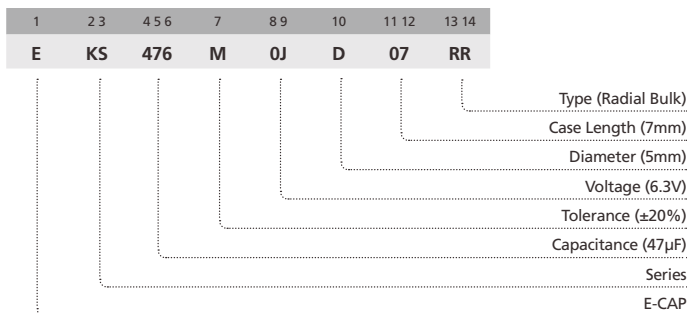 1 2 3 4 5 6 7 8 9 10 11 12 13 14
E KS 476 M 0J D 07 RR
Type (Radial Bulk)
Case Length (7mm)
Diameter (5mm)
Voltage (6.3V)
Tolerance (±20%)
Capacitance (47µF)
Series
E-CAP